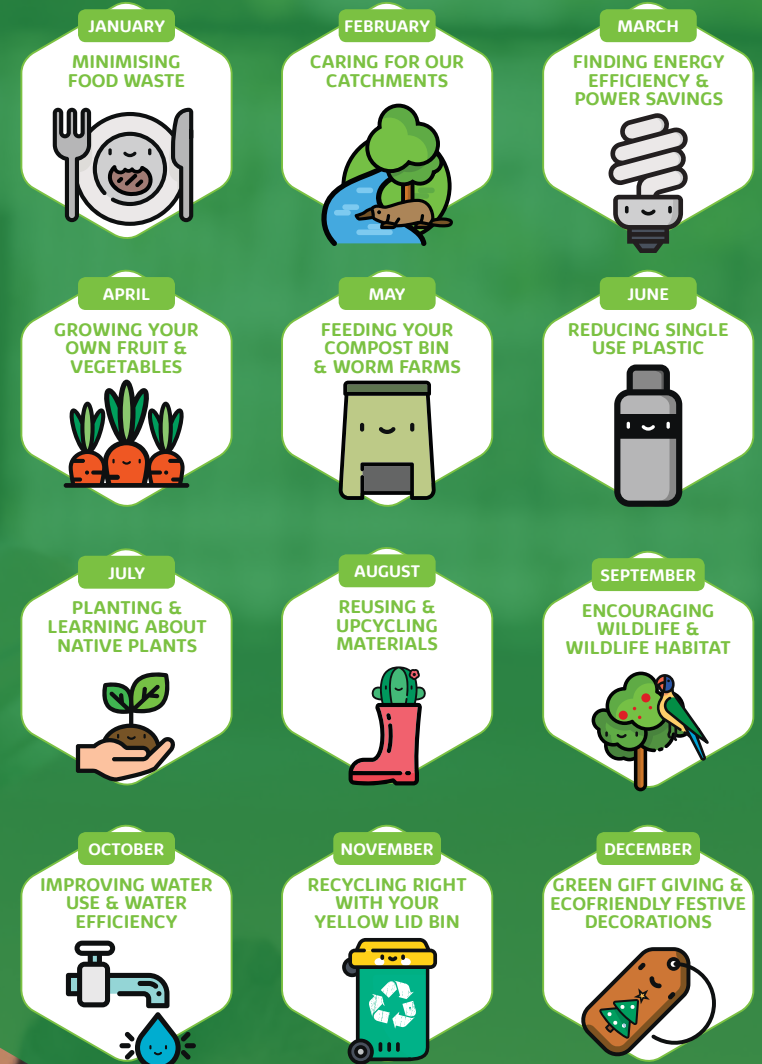 JANUARY
MINIMISING
FOOD WASTE
FEBRUARY
CARING FOR OUR
CATCHMENTS
MARCH
FINDING ENERGY
EFFICIENCY &
POWER SAVINGS
APRIL
GROWING YOUR
OWN FRUIT &
VEGETABLES
MAY
FEEDING YOUR
COMPOST BIN
& WORM FARMS
JUNE
REDUCING SINGLE
USE PLASTIC
JULY
PLANTING &
LEARNING ABOUT
NATIVE PLANTS
AUGUST
REUSING &
UPCYCLING
MATERIALS
SEPTEMBER
ENCOURAGING
WILDLIFE &
WILDLIFE HABITAT
OCTOBER
IMPROVING WATER
USE & WATER
EFFICIENCY
NOVEMBER
RECYCLING RIGHT
WITH YOUR
YELLOW LID BIN
DECEMBER
GREEN GIFT GIVING &
ECOFRIENDLY FESTIVE
DECORATIONS